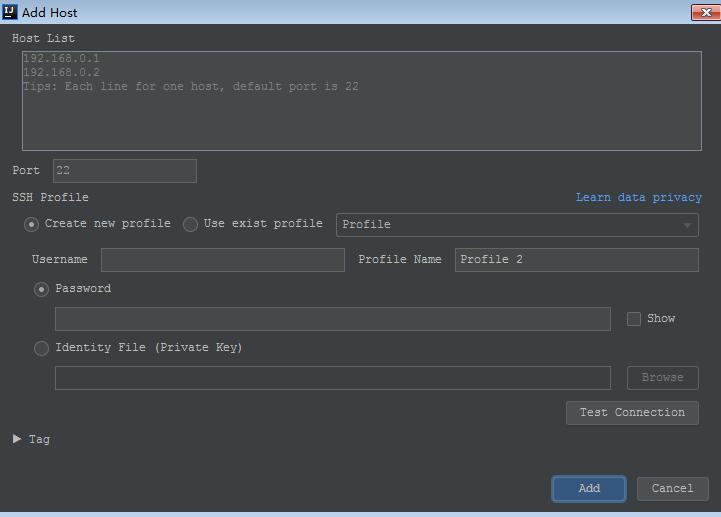 IJ Add Host
Host List
192.168.0.1
192.168.0.2
Tips: Each line for one host, default port is 22
Port 22
SSH Profile Learn data privacy
Create new profile Use exist profile Profile
Username Profile Name Profile 2
Password
Show
Identity File (Private Key)
Browse
Test Connection
Tag
Add Cancel